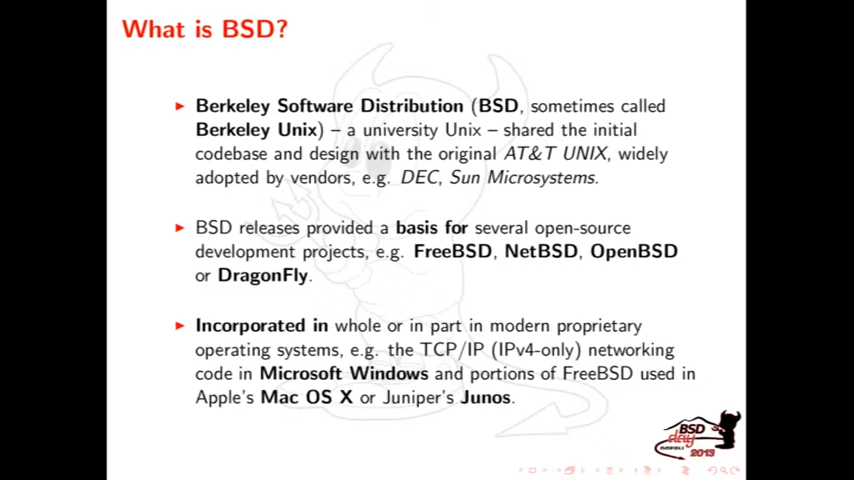 What is BSD?
▶ Berkeley Software Distribution (BSD, sometimes called
Berkeley Unix) – a university Unix – shared the initial
codebase and design with the original AT&T UNIX, widely
adopted by vendors, e.g. DEC, Sun Microsystems.
▶ BSD releases provided a basis for several open-source
development projects, e.g. FreeBSD, NetBSD, OpenBSD
or DragonFly.
▶ Incorporated in whole or in part in modern proprietary
operating systems, e.g. the TCP/IP (IPv4-only) networking
code in Microsoft Windows and portions of FreeBSD used in
Apple's Mac OS X or Juniper's Junos.
BSD
day
NAPOLI
2013